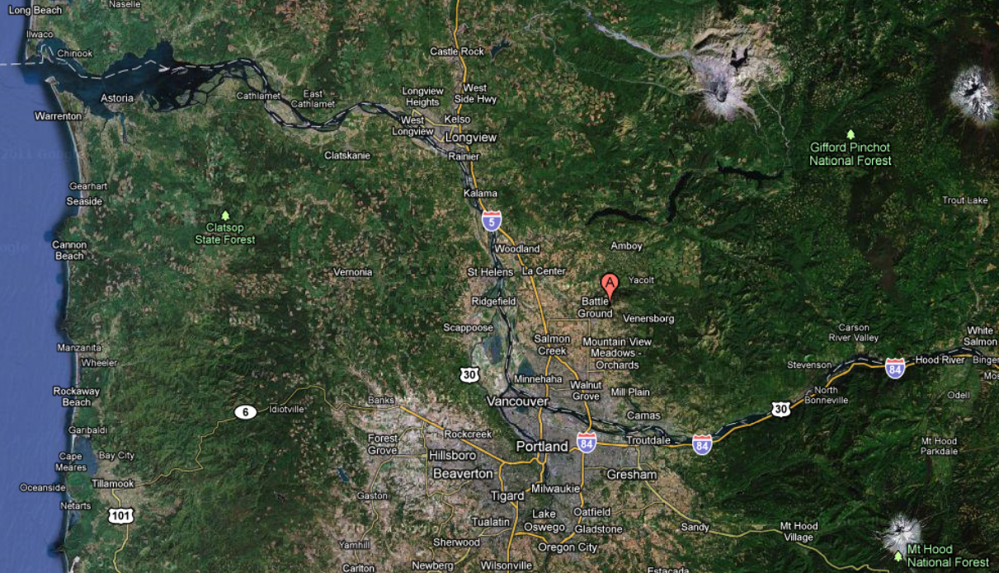 Long Beach
Naselle
Ilwaco
Chinook
Castle Rock
Astoria
Cathlamet
East
Cathlamet
Longview
Heights
West
Side Hwy
Warrenton
West
Longview
Kelso
Longview
Rainier
Clatskanie
Gifford Pinchot
National Forest
Gearhart
Seaside
Kalama
Trout Lake
5
Clatsop
State Forest
Cannon
Beach
Woodland
Amboy
Vernonia
St Helens
La Center
A
Yacolt
Ridgefield
Battle
Ground
Venersborg
Scappoose
Salmon
Creek
Mountain View
Meadows -
Orchards
Carson
River Valley
White
Salmon
Manzanita
Wheeler
Stevenson
84
Hood River
Binger
Mos
30
Minnehaha
Walnut
Grove
Mill Plain
Rockaway
Beach
North
Bonneville
Odell
Banks
Vancouver
6
Idiotville
30
Camas
Garibaldi
Forest
Grove
Rockcreek
Portland
84
Troutdale
84
Mt Hood
Parkdale
Cape
Meares
Bay City
Hillsboro
Beaverton
Gresham
Oceanside
Tillamook
Netarts
Gaston
Tigard
Milwaukie
101
Tualatin
Lake
Oswego
Oatfield
Gladstone
Sandy
Mt Hood
Village
Yamhill
Sherwood
Oregon City
Mt Hood
National Forest
Carlton
Newberg
Wilsonville
Estacada